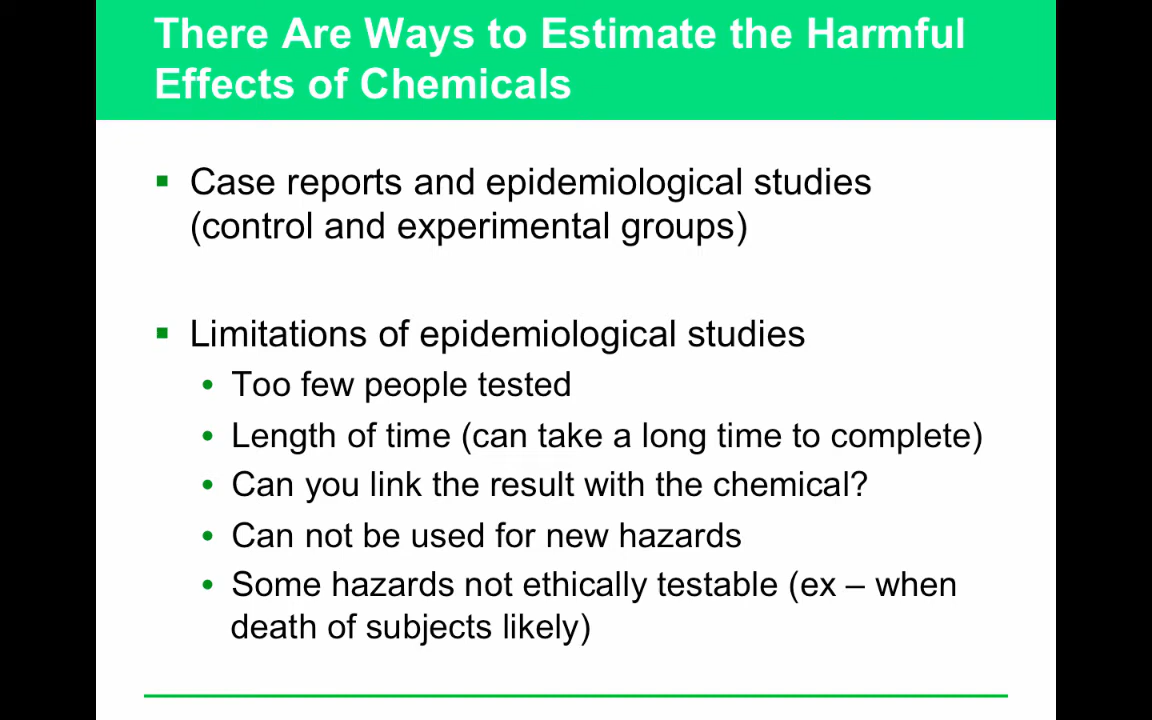 There Are Ways to Estimate the Harmful
Effects of Chemicals
Case reports and epidemiological studies
(control and experimental groups)
Limitations of epidemiological studies
Too few people tested
Length of time (can take a long time to complete)
Can you link the result with the chemical?
Can not be used for new hazards
Some hazards not ethically testable (ex – when
death of subjects likely)